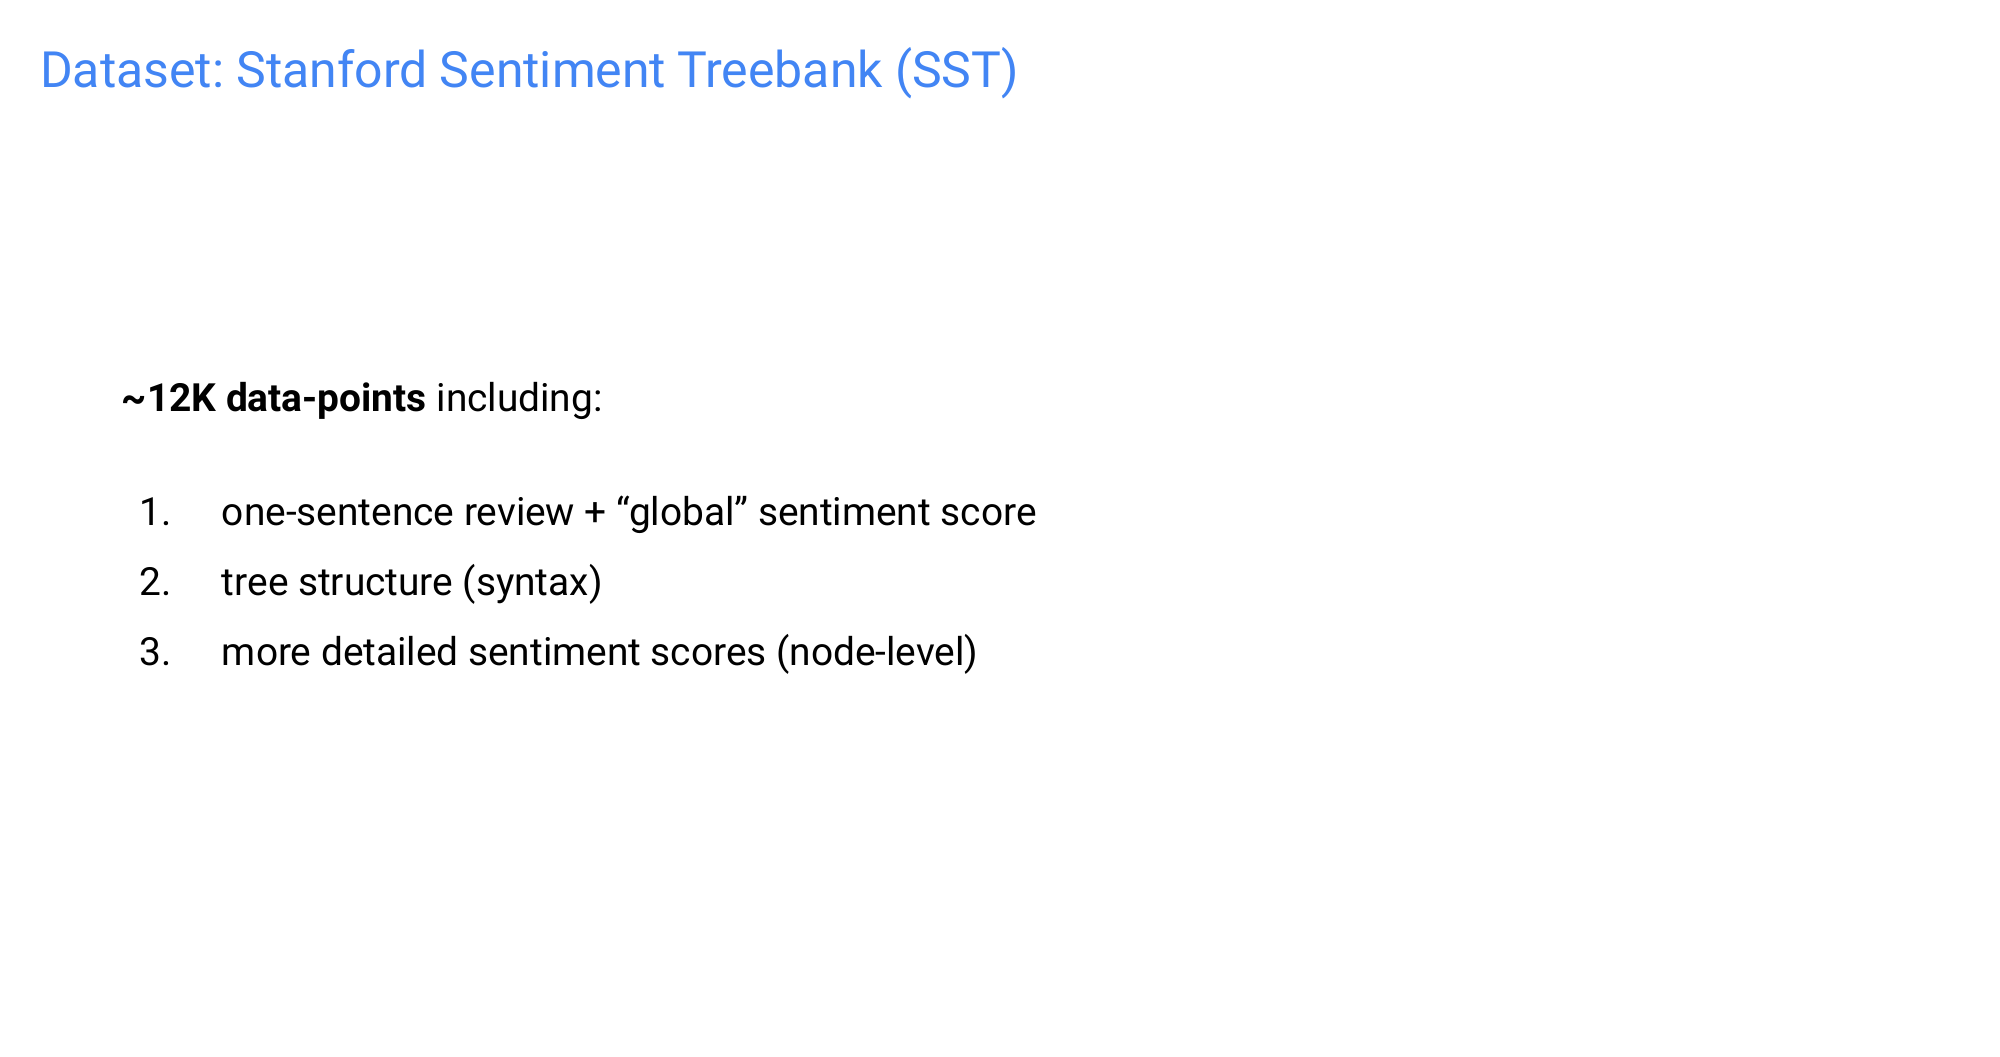 Dataset: Stanford Sentiment Treebank (SST)
~12K data-points including:
1. one-sentence review + “global” sentiment score
2. tree structure (syntax)
3. more detailed sentiment scores (node-level)